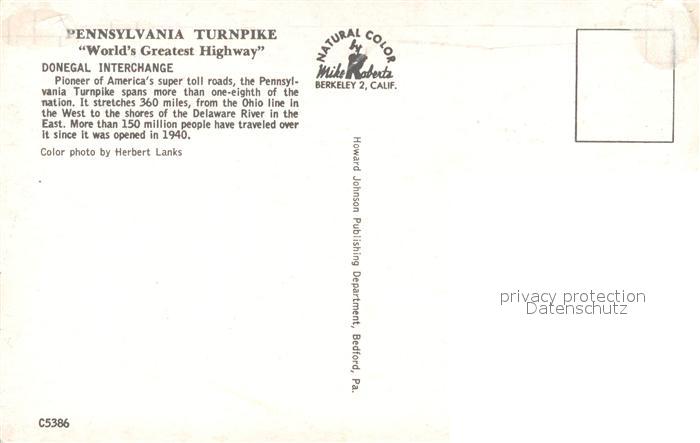 PENNSYLVANIA TURNPIKE
"World's Greatest Highway"
DONEGAL INTERCHANGE
Pioneer of America's super toll roads, the Pennsyl-
vania Turnpike spans more than one-eighth of the
nation. It stretches 360 miles, from the Ohio line in
the West to the shores of the Delaware River in the
East. More than 150 million people have traveled over
it since it was opened in 1940.
Color photo by Herbert Lanks
NATURAL COLOR
by
Mike Roberts
BERKELEY 2, CALIF.
Howard Johnson Publishing Department, Bedford, Pa.
privacy protection
Datenschutz
C5386